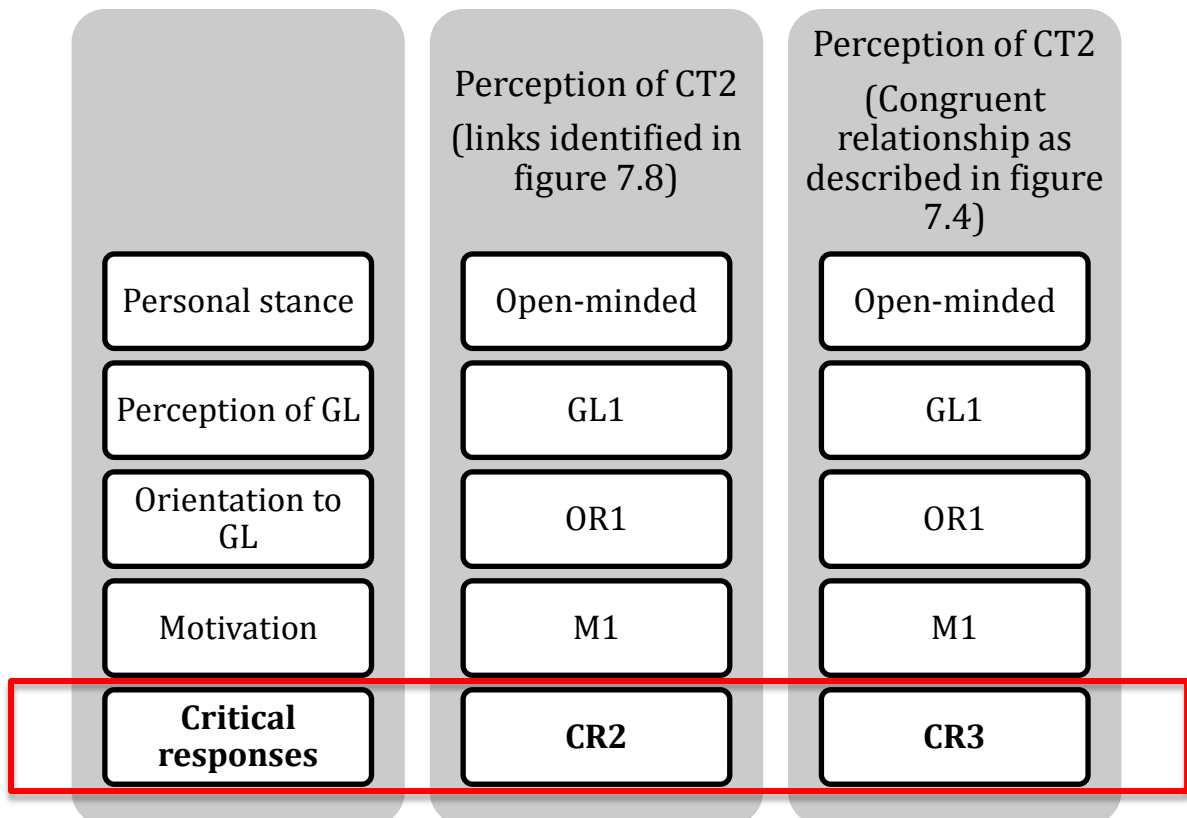 Perception of CT2
(links identified in
figure 7.8)
Perception of CT2
(Congruent
relationship as
described in figure
7.4)
Personal stance
Open-minded
Open-minded
Perception of GL
GL1
GL1
Orientation to
GL
OR1
OR1
Motivation
M1
M1
Critical
responses
CR2
CR3